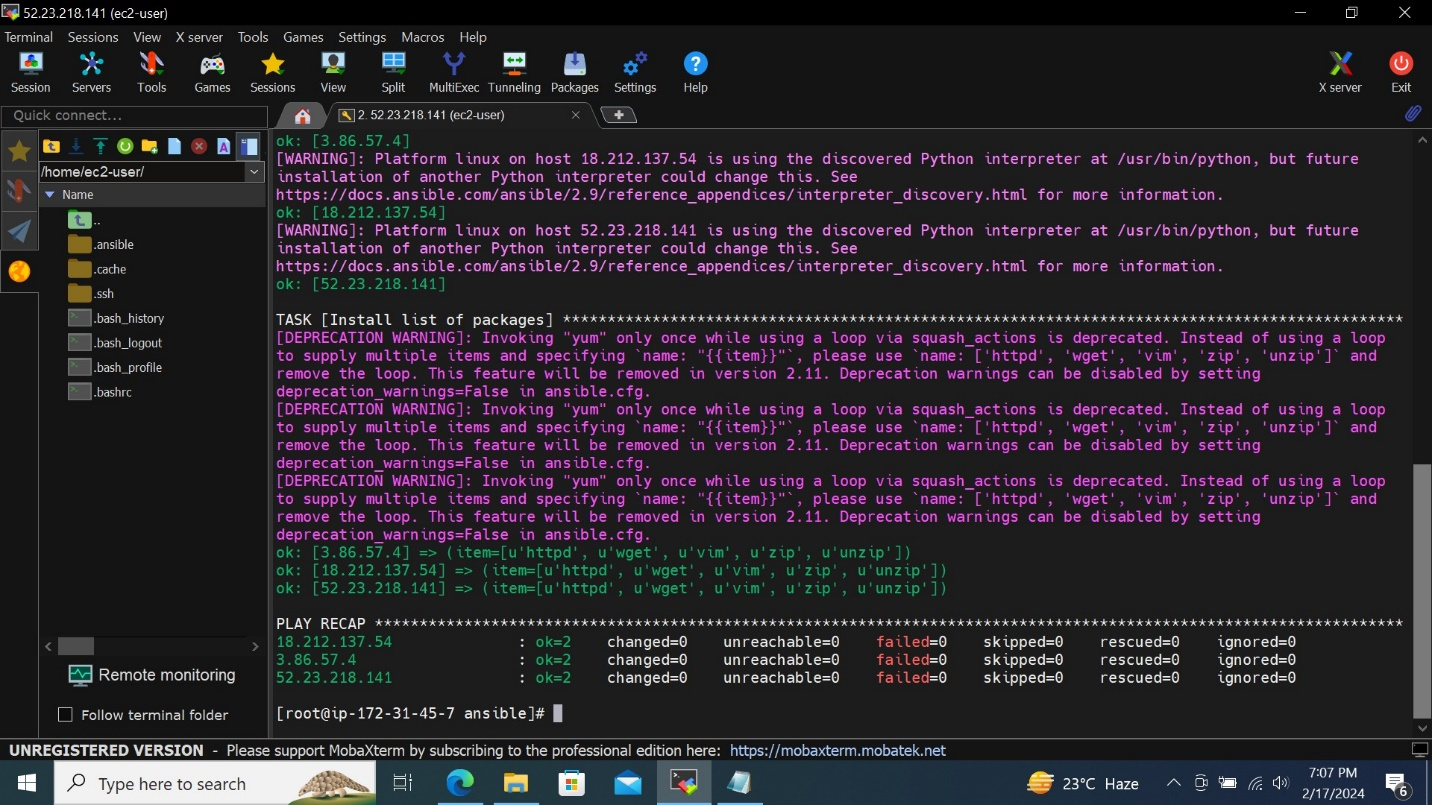 52.23.218.141 (ec2-user)
Terminal Sessions View X server Tools Games Settings Macros Help
Session Servers Tools Games Sessions View Split MultiExec Tunneling Packages Settings Help X server Exit
Quick connect...
2. 52.23.218.141 (ec2-user)
/home/ec2-user/
Name
..
.ansible
.cache
.ssh
.bash_history
.bash_logout
.bash_profile
.bashrc
Remote monitoring
Follow terminal folder
ok: [3.86.57.4]
[WARNING]: Platform linux on host 18.212.137.54 is using the discovered Python interpreter at /usr/bin/python, but future
installation of another Python interpreter could change this. See
https://docs.ansible.com/ansible/2.9/reference_appendices/interpreter_discovery.html for more information.
ok: [18.212.137.54]
[WARNING]: Platform linux on host 52.23.218.141 is using the discovered Python interpreter at /usr/bin/python, but future
installation of another Python interpreter could change this. See
https://docs.ansible.com/ansible/2.9/reference_appendices/interpreter_discovery.html for more information.
ok: [52.23.218.141]
TASK [Install list of packages] **********************************************************************************************
[DEPRECATION WARNING]: Invoking "yum" only once while using a loop via squash_actions is deprecated. Instead of using a loop
to supply multiple items and specifying `name: "{{item}}"`, please use `name: ['httpd', 'wget', 'vim', 'zip', 'unzip']` and
remove the loop. This feature will be removed in version 2.11. Deprecation warnings can be disabled by setting
deprecation_warnings=False in ansible.cfg.
[DEPRECATION WARNING]: Invoking "yum" only once while using a loop via squash_actions is deprecated. Instead of using a loop
to supply multiple items and specifying `name: "{{item}}"`, please use `name: ['httpd', 'wget', 'vim', 'zip', 'unzip']` and
remove the loop. This feature will be removed in version 2.11. Deprecation warnings can be disabled by setting
deprecation_warnings=False in ansible.cfg.
[DEPRECATION WARNING]: Invoking "yum" only once while using a loop via squash_actions is deprecated. Instead of using a loop
to supply multiple items and specifying `name: "{{item}}"`, please use `name: ['httpd', 'wget', 'vim', 'zip', 'unzip']` and
remove the loop. This feature will be removed in version 2.11. Deprecation warnings can be disabled by setting
deprecation_warnings=False in ansible.cfg.
ok: [3.86.57.4] => (item=[u'httpd', u'wget', u'vim', u'zip', u'unzip'])
ok: [18.212.137.54] => (item=[u'httpd', u'wget', u'vim', u'zip', u'unzip'])
ok: [52.23.218.141] => (item=[u'httpd', u'wget', u'vim', u'zip', u'unzip'])
PLAY RECAP *******************************************************************************************************************
18.212.137.54 : ok=2 changed=0 unreachable=0 failed=0 skipped=0 rescued=0 ignored=0
3.86.57.4 : ok=2 changed=0 unreachable=0 failed=0 skipped=0 rescued=0 ignored=0
52.23.218.141 : ok=2 changed=0 unreachable=0 failed=0 skipped=0 rescued=0 ignored=0
[root@ip-172-31-45-7 ansible]#
UNREGISTERED VERSION - Please support MobaXterm by subscribing to the professional edition here: https://mobaxterm.mobatek.net
Type here to search
23°C Haze
7:07 PM
2/17/2024
6